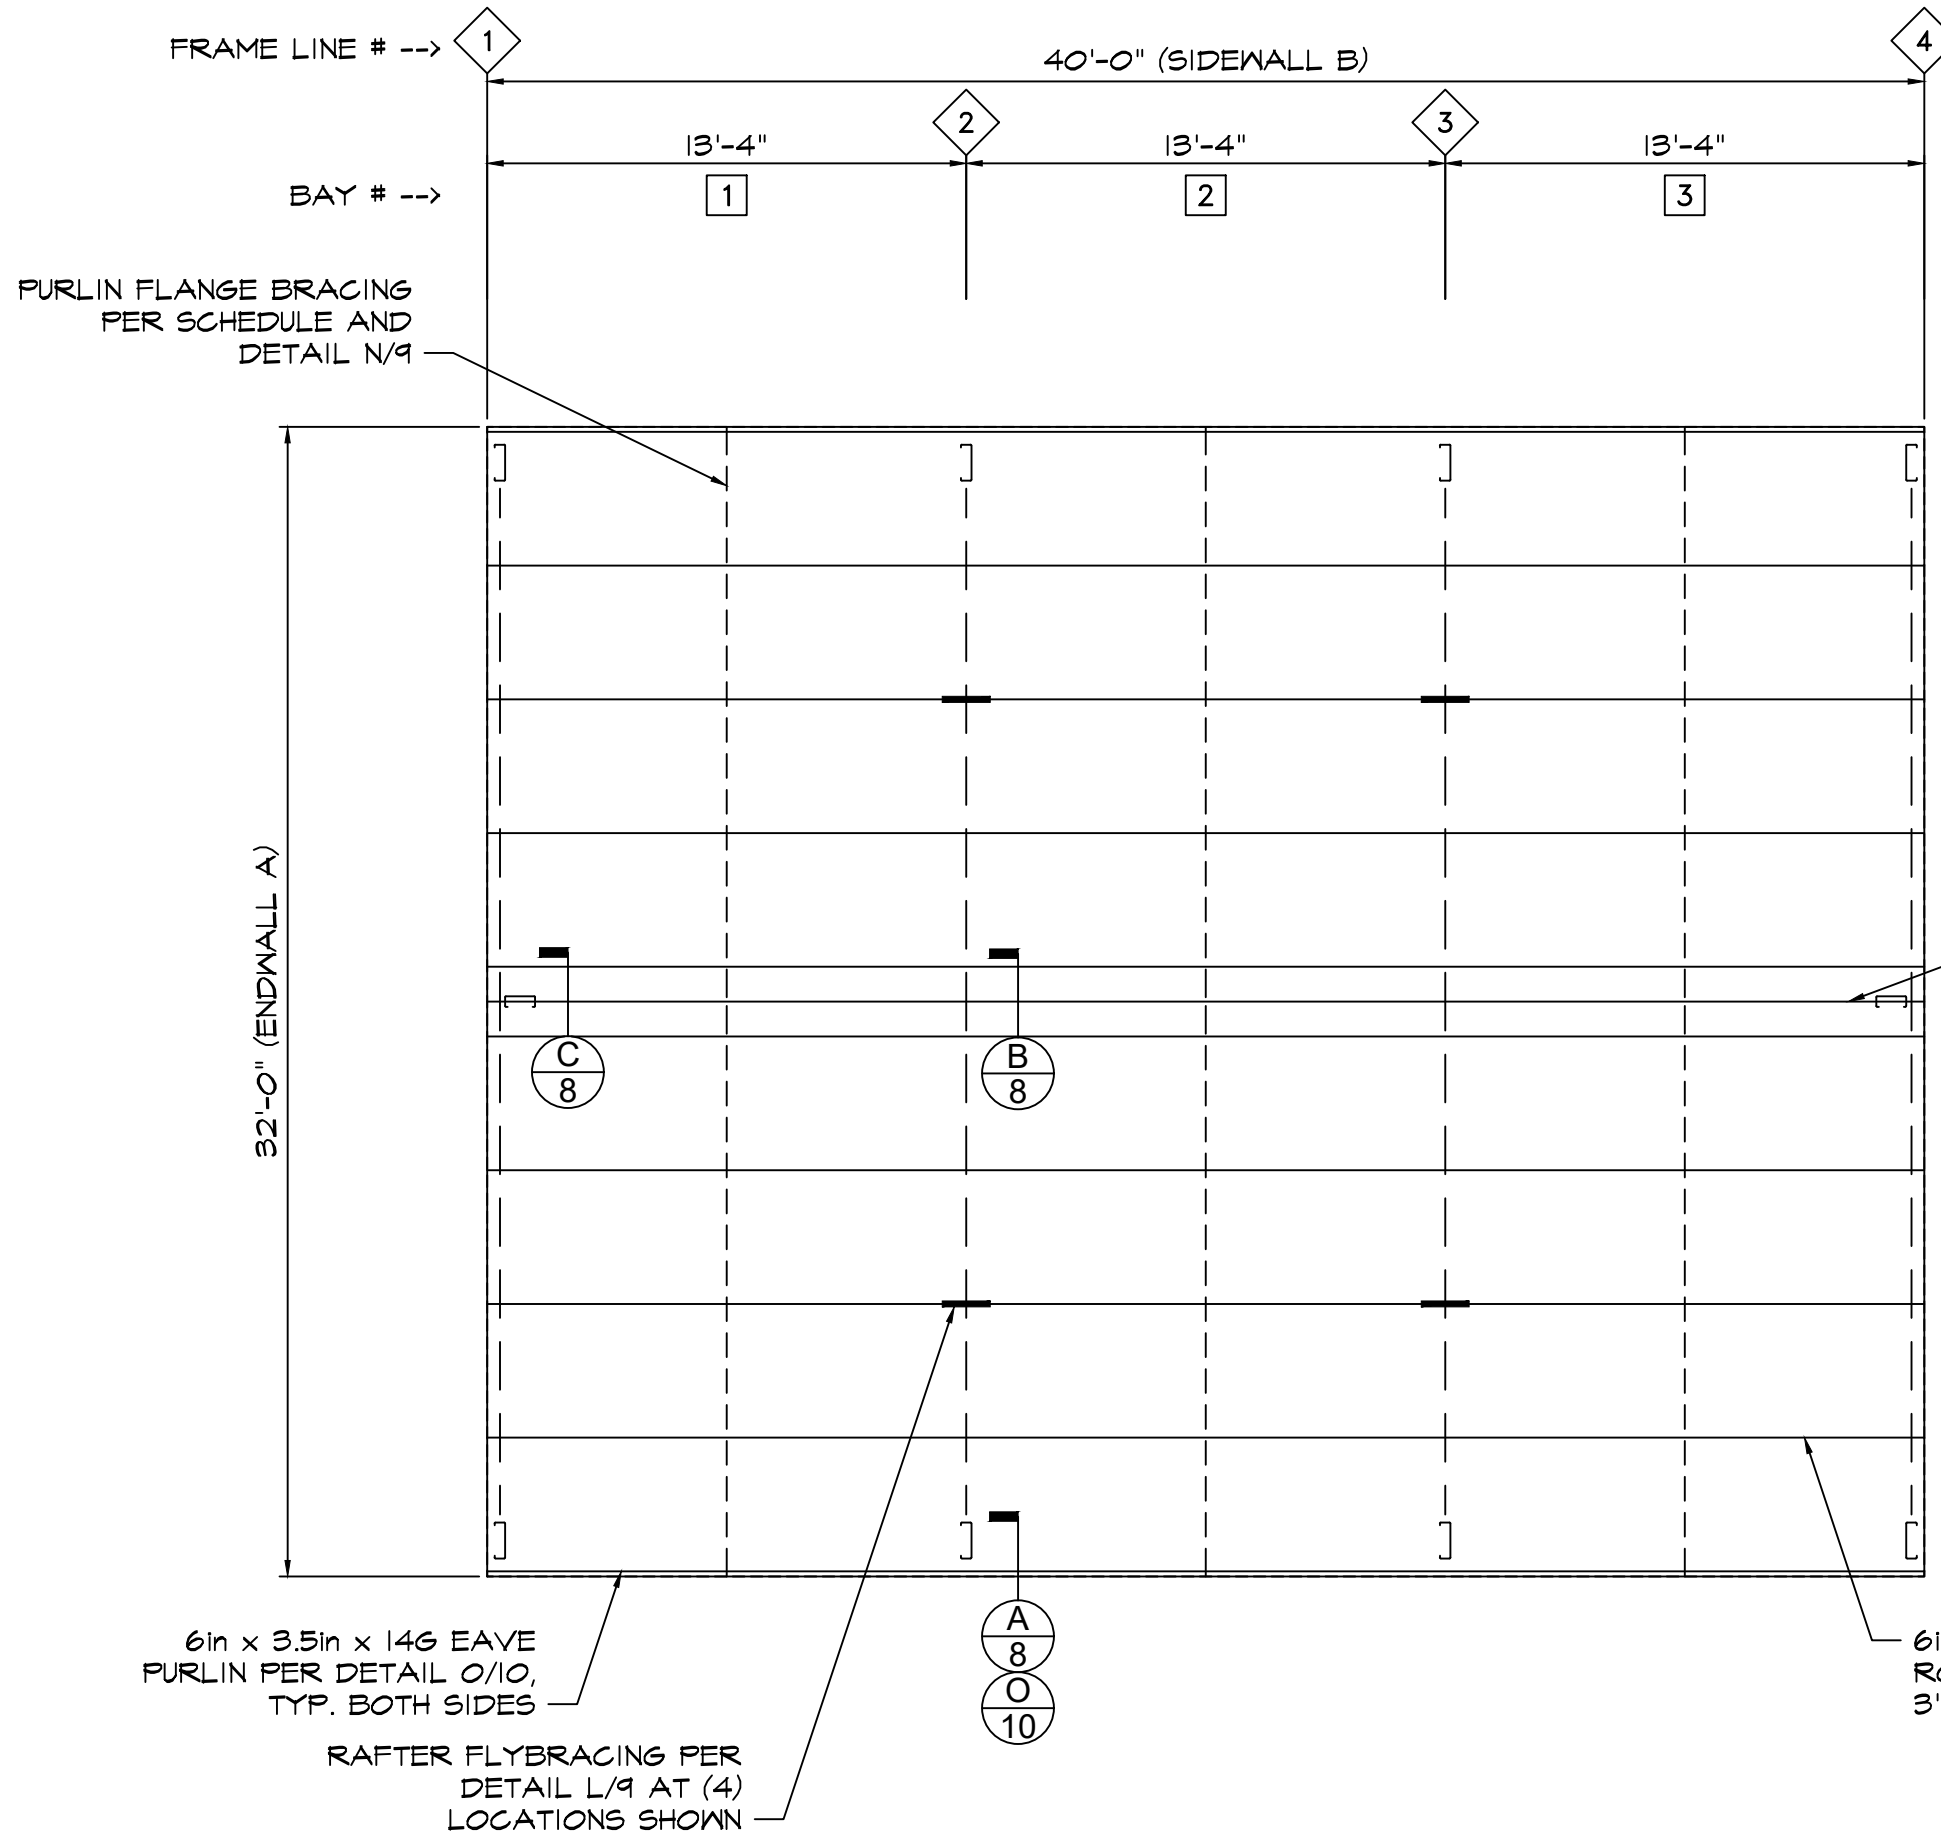 FRAME LINE # -->
1
4
40'-0" (SIDEWALL B)
2
3
13'-4"
13'-4"
13'-4"
BAY # -->
1
2
3
PURLIN FLANGE BRACING
PER SCHEDULE AND
DETAIL N/9
32'-0" (ENDWALL A)
C
8
B
8
6in x 3.5in x 14G EAVE
PURLIN PER DETAIL O/10,
TYP. BOTH SIDES
A
8
O
10
RAFTER FLYBRACING PER
DETAIL L/9 AT (4)
LOCATIONS SHOWN
3'